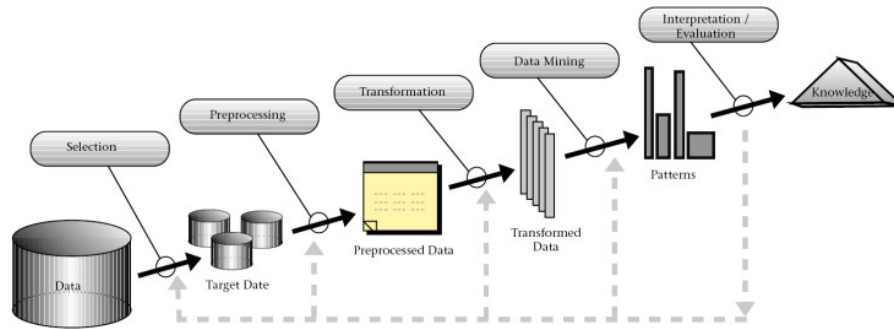 Interpretation /
Evaluation
Data Mining
Transformation
Preprocessing
Selection
Knowledge
Patterns
Transformed
Data
Preprocessed Data
Target Date
Data